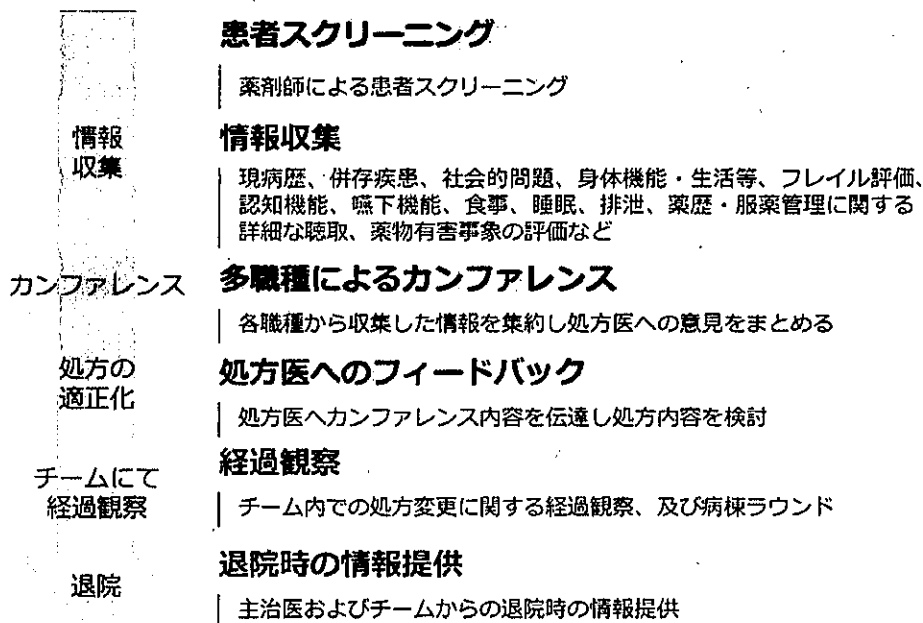 患者スクリーニング
薬剤師による患者スクリーニング
情報
収集
情報収集
現病歴、併存疾患、社会的問題、身体機能・生活等、フレイル評価、
認知機能、嚥下機能、食事、睡眠、排泄、薬歴・服薬管理に関する
詳細な聴取、薬物有害事象の評価など
カンファレンス
多職種によるカンファレンス
各職種から収集した情報を集約し処方医への意見をまとめる
処方の
適正化
処方医へのフィードバック
処方医へカンファレンス内容を伝達し処方内容を検討
チームにて
経過観察
経過観察
チーム内での処方変更に関する経過観察、及び病棟ラウンド
退院
退院時の情報提供
主治医およびチームからの退院時の情報提供